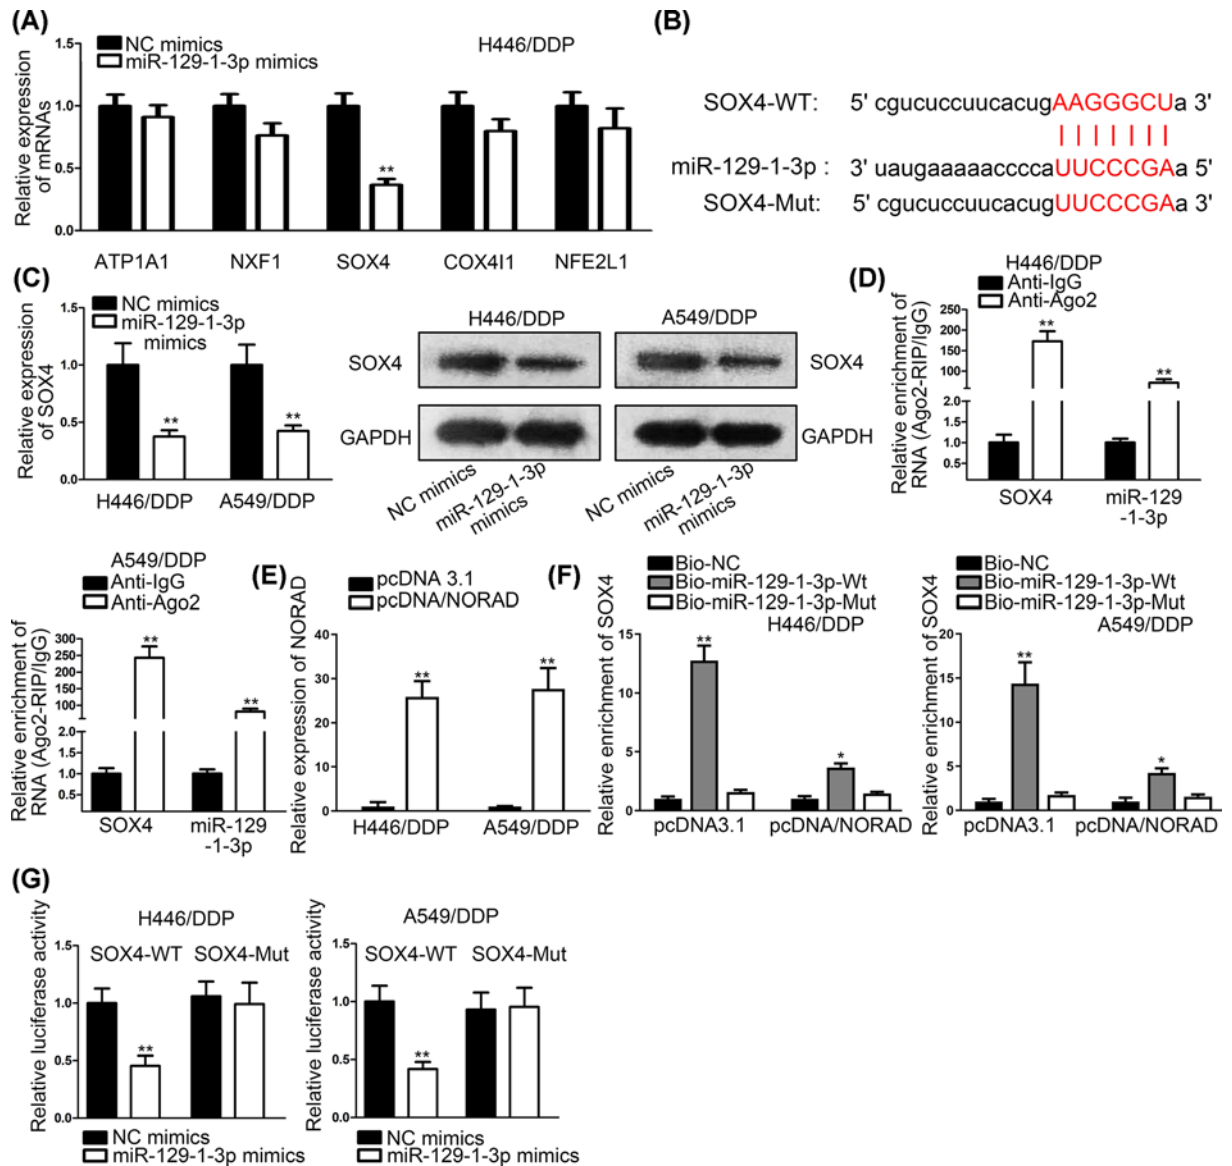 (A)
NC mimics
miR-129-1-3p mimics
H446/DDP
Relative expression
of mRNAs
1.5
1.0
0.5
0.0
ATP1A1 NXF1 SOX4 COX4I1 NFE2L1
**
(B)
SOX4-WT: 5' cgucuccuucacugAAGGGCUa 3'
miR-129-1-3p : 3' uaugaaaaaccccaUUCCCGAa 5'
SOX4-Mut: 5' cgucuccuucacugUUCCCGAa 3'
(C)
NC mimics
miR-129-1-3p
mimics
Relative expression
of SOX4
1.5
1.0
0.5
0.0
** **
H446/DDP A549/DDP
H446/DDP A549/DDP
SOX4 SOX4
GAPDH GAPDH
NC mimics
miR-129-1-3p
mimics
NC mimics
miR-129-1-3p
mimics
(D)
H446/DDP
Anti-IgG
Anti-Ago2
Relative enrichment of
RNA (Ago2-RIP/IgG)
250
200
150
100
2.0
1.5
1.0
0.5
** **
SOX4 miR-129
-1-3p
A549/DDP
Anti-IgG
Anti-Ago2
Relative enrichment of
RNA (Ago2-RIP/IgG)
300
250
200
150
100
2.0
1.5
1.0
0.5
** **
SOX4 miR-129
-1-3p
(E)
pcDNA 3.1
pcDNA/NORAD
Relative expression of NORAD
40
30
20
10
0
** **
H446/DDP A549/DDP
(F)
Bio-NC
Bio-miR-129-1-3p-Wt
Bio-miR-129-1-3p-Mut
H446/DDP
Relative enrichment of SOX4
15
10
5
0
** *
pcDNA3.1 pcDNA/NORAD
Bio-NC
Bio-miR-129-1-3p-Wt
Bio-miR-129-1-3p-Mut
A549/DDP
Relative enrichment of SOX4
20
15
10
5
0
** *
pcDNA3.1 pcDNA/NORAD
(G)
H446/DDP
SOX4-WT SOX4-Mut
Relative luciferase activity
1.5
1.0
0.5
0.0
**
NC mimics
miR-129-1-3p mimics
A549/DDP
SOX4-WT SOX4-Mut
Relative luciferase activity
1.5
1.0
0.5
0.0
**
NC mimics
miR-129-1-3p mimics